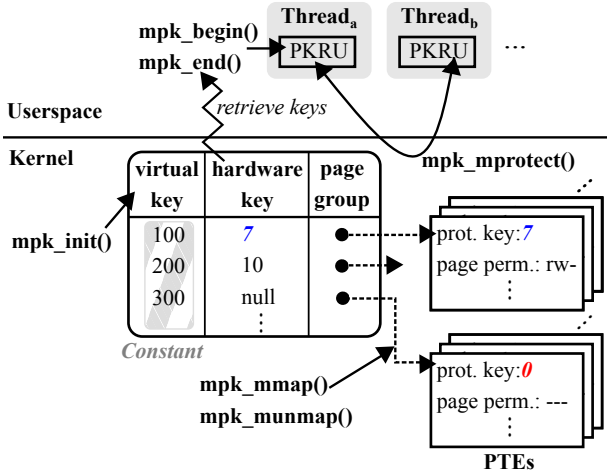 Thread_a
Thread_b
mpk_begin()
PKRU
PKRU
...
mpk_end()
retrieve keys
Userspace
Kernel
mpk_mprotect()
virtual key
hardware key
page group
mpk_init()
100
7
200
10
300
null
⋮
Constant
prot. key:7
page perm.: rw-
⋮
mpk_mmap()
mpk_munmap()
prot. key:0
page perm.: ---
⋮
PTEs